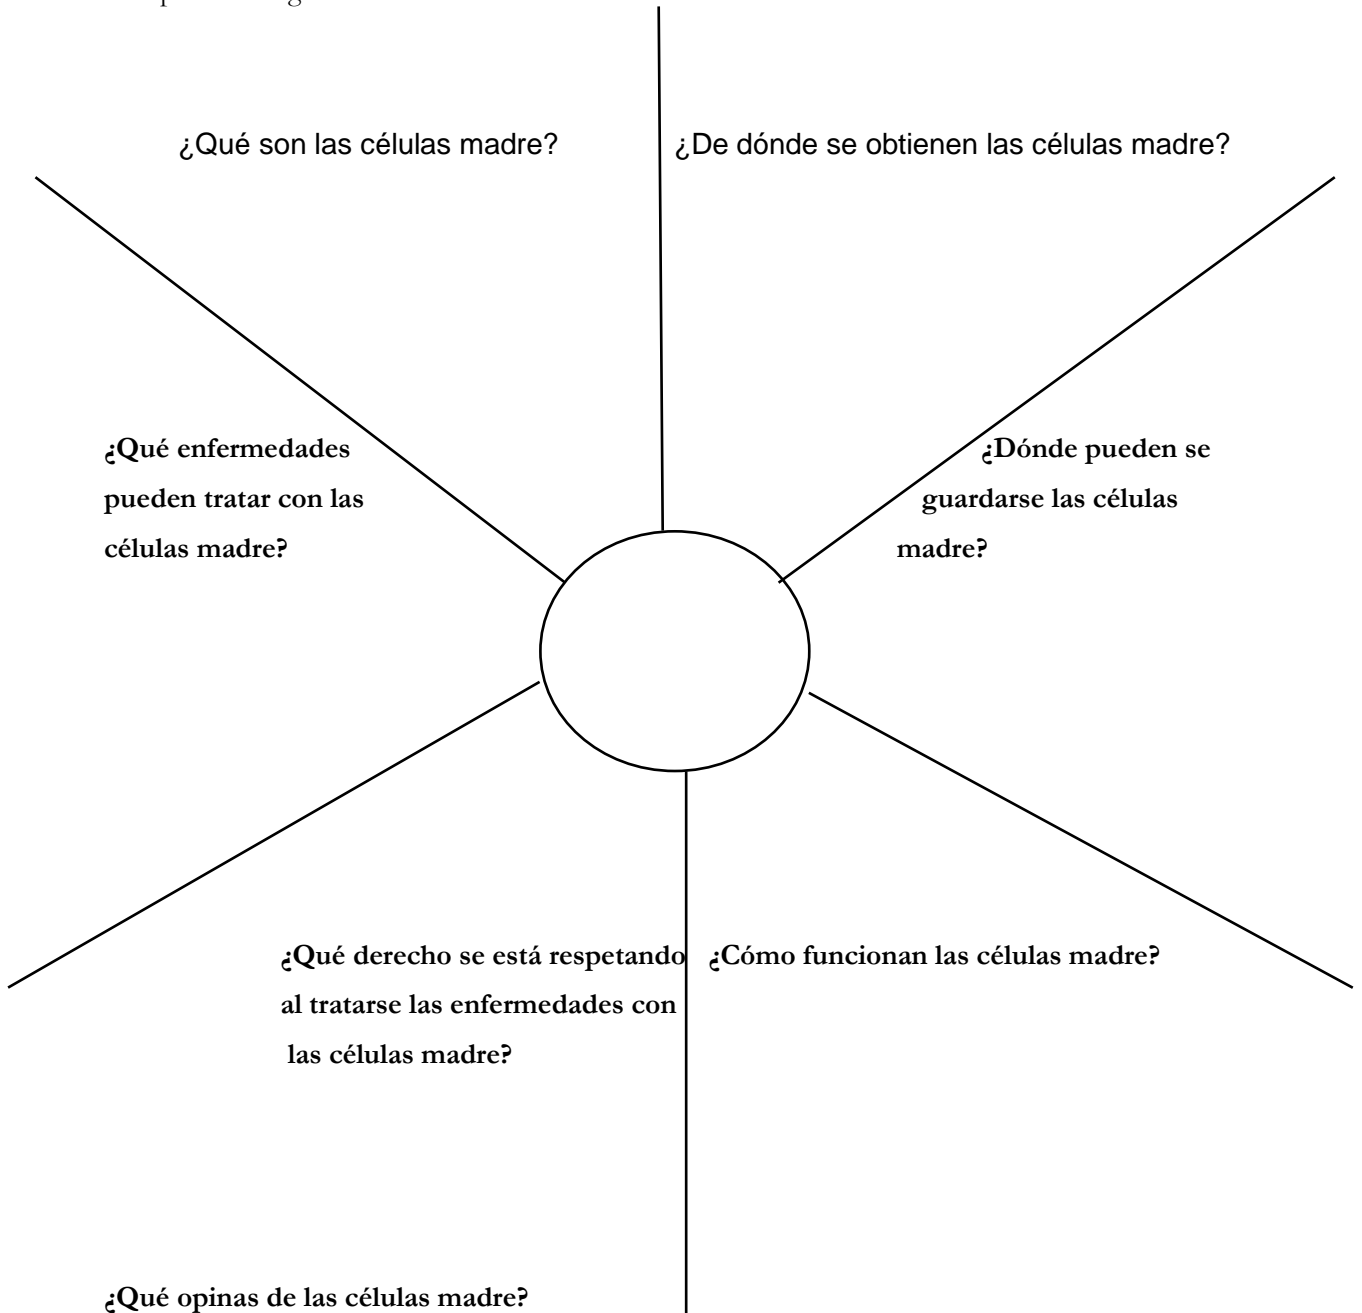 ¿Qué son las células madre?
¿De dónde se obtienen las células madre?
¿Qué enfermedades
pueden tratar con las
células madre?
¿Dónde pueden se
guardarse las células
madre?
¿Qué derecho se está respetando
al tratarse las enfermedades con
las células madre?
¿Cómo funcionan las células madre?
¿Qué opinas de las células madre?